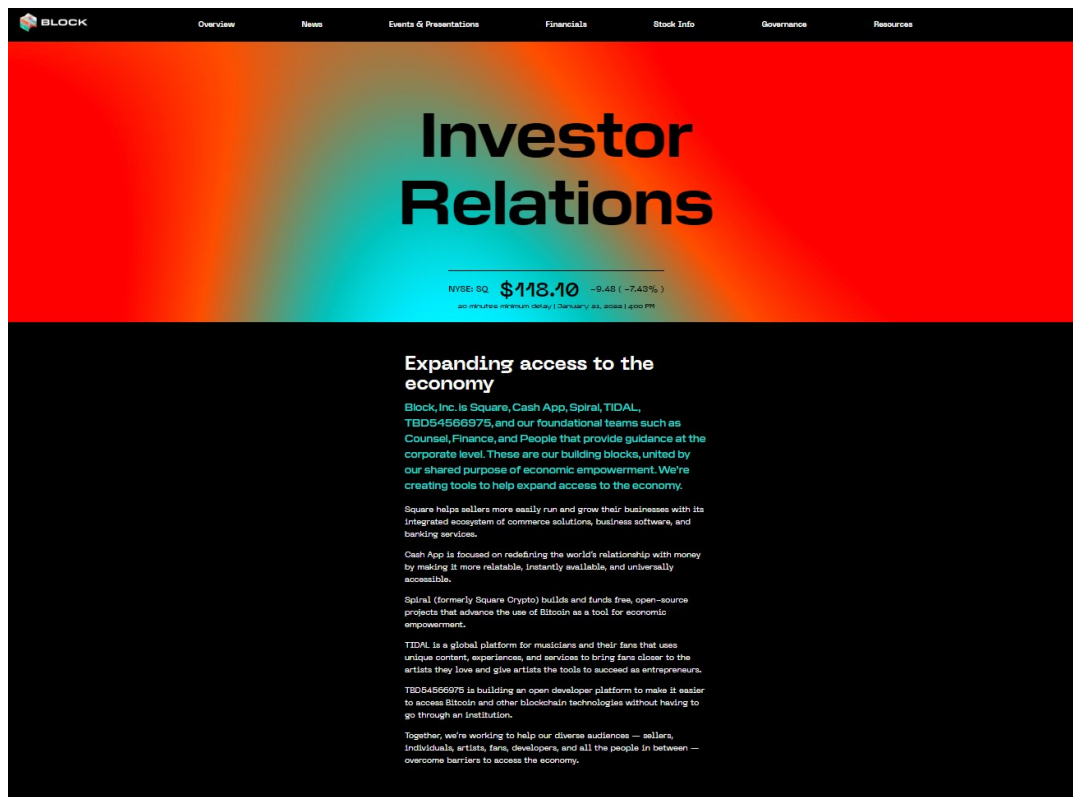 BLOCK
Overview
News
Events & Presentations
Financials
Stock Info
Governance
Resources
Investor
Relations
NYSE: SQ $118.10 -9.48 ( -7.43% )
20 minutes minimum delay | January 21, 2022 | 4:00 PM
Expanding access to the
economy
Block, Inc. is Square, Cash App, Spiral, TIDAL,
TBD54566975, and our foundational teams such as
Counsel, Finance, and People that provide guidance at the
corporate level. These are our building blocks, united by
our shared purpose of economic empowerment. We're
creating tools to help expand access to the economy.
Square helps sellers more easily run and grow their businesses with its
integrated ecosystem of commerce solutions, business software, and
banking services.
Cash App is focused on redefining the world's relationship with money
by making it more relatable, instantly available, and universally
accessible.
Spiral (formerly Square Crypto) builds and funds free, open-source
projects that advance the use of Bitcoin as a tool for economic
empowerment.
TIDAL is a global platform for musicians and their fans that uses
unique content, experiences, and services to bring fans closer to the
artists they love and give artists the tools to succeed as entrepreneurs.
TBD54566975 is building an open developer platform to make it easier
to access Bitcoin and other blockchain technologies without having to
go through an institution.
Together, we're working to help our diverse audiences — sellers,
individuals, artists, fans, developers, and all the people in between —
overcome barriers to access the economy.